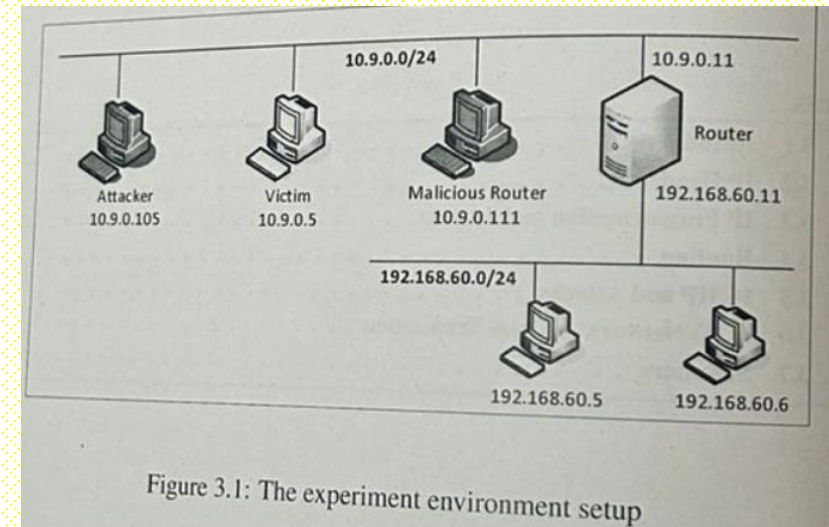 10.9.0.0/24
10.9.0.11
Router
Attacker
10.9.0.105
Victim
10.9.0.5
Malicious Router
10.9.0.111
192.168.60.11
192.168.60.0/24
192.168.60.5
192.168.60.6
Figure 3.1: The experiment environment setup